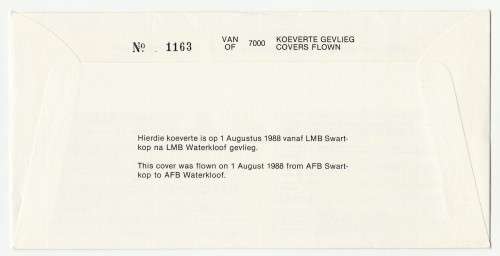 No. 1163 VAN 7000 KOEVERTE GEVLIEG
OF COVERS FLOWN
Hierdie koeverte is op 1 Augustus 1988 vanaf LMB Swart-
kop na LMB Waterkloof gevlieg.
This cover was flown on 1 August 1988 from AFB Swart-
kop to AFB Waterkloof.